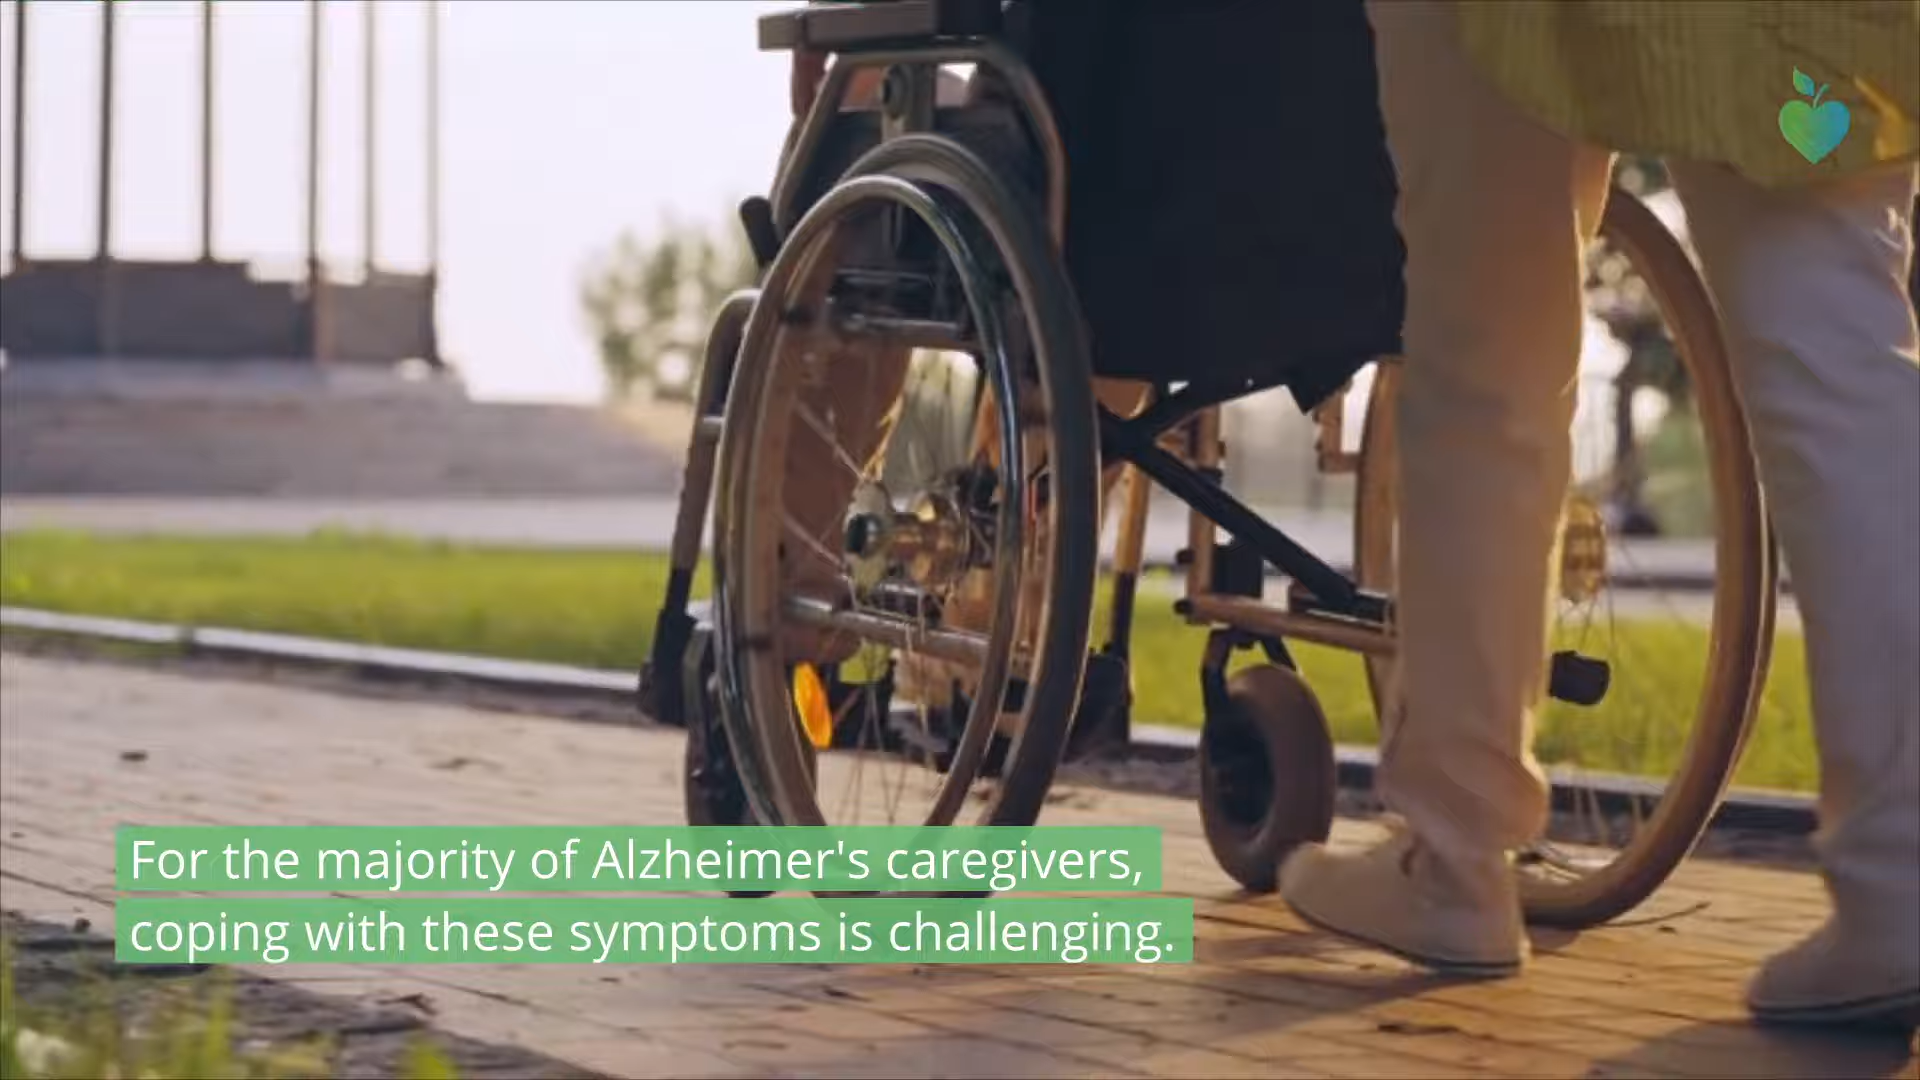 For the majority of Alzheimer's caregivers,
coping with these symptoms is challenging.